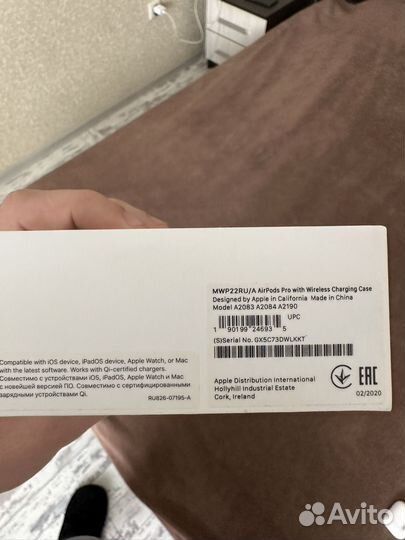 MWP22RU/A AirPods Pro with Wireless Charging Case
Designed by Apple in California Made in China
Model A2083 A2084 A2190
UPC
1 90199 24693 5
(S)Serial No. GX5C73DWLKKT
Compatible with iOS device, iPadOS device, Apple Watch, or Mac
with the latest software. Works with Qi-certified chargers.
Совместимо с устройствами iOS, iPadOS, Apple Watch и Mac
с новейшей версией ПО. Совместимо с сертифицированными
зарядными устройствами Qi.
RU826-07195-A
Apple Distribution International
Hollyhill Industrial Estate
Cork, Ireland
EAC
02/2020
Avito